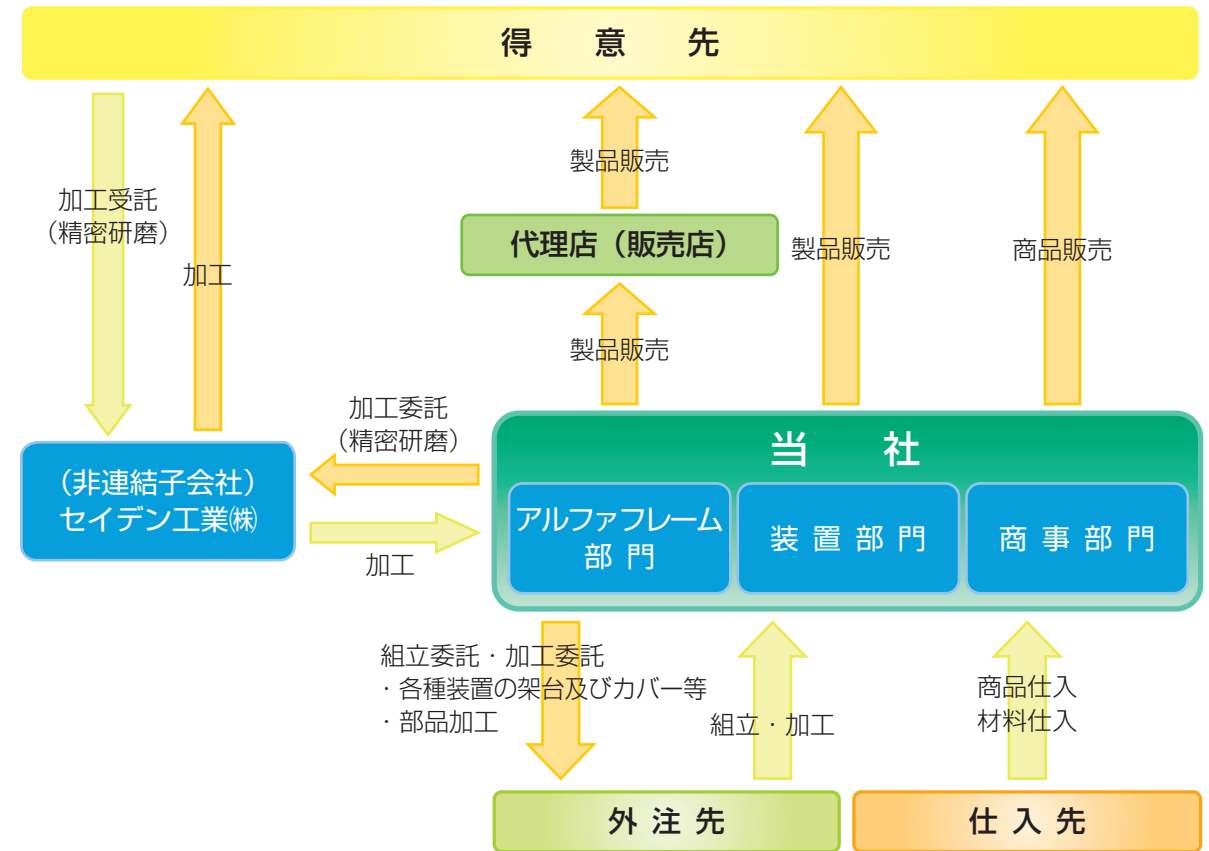 得意先
製品販売
加工受託
（精密研磨）
加工
代理店（販売店）
製品販売
商品販売
製品販売
加工委託
（精密研磨）
当社
（非連結子会社）
セイデン工業㈱
アルファフレーム
部門
装置部門
商事部門
加工
組立委託・加工委託
・各種装置の架台及びカバー等
・部品加工
組立・加工
商品仕入
材料仕入
外注先
仕入先